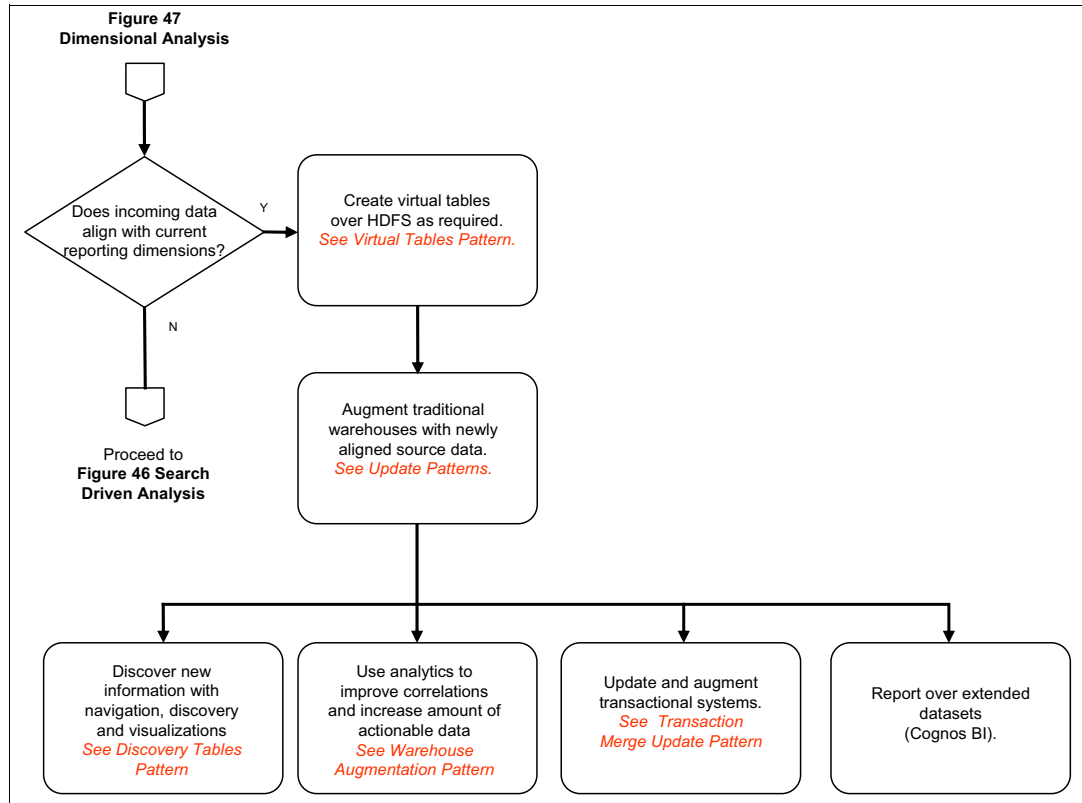 Figure 47
Dimensional Analysis
Does incoming data
align with current
reporting dimensions?
Y
N
Create virtual tables
over HDFS as required.
See Virtual Tables Pattern.
Proceed to
Figure 46 Search
Driven Analysis
Augment traditional
warehouses with newly
aligned source data.
See Update Patterns.
Discover new
information with
navigation, discovery
and visualizations
See Discovery Tables
Pattern
Use analytics to
improve correlations
and increase amount of
actionable data
See Warehouse
Augmentation Pattern
Update and augment
transactional systems.
See Transaction
Merge Update Pattern
Report over extended
datasets
(Cognos BI).